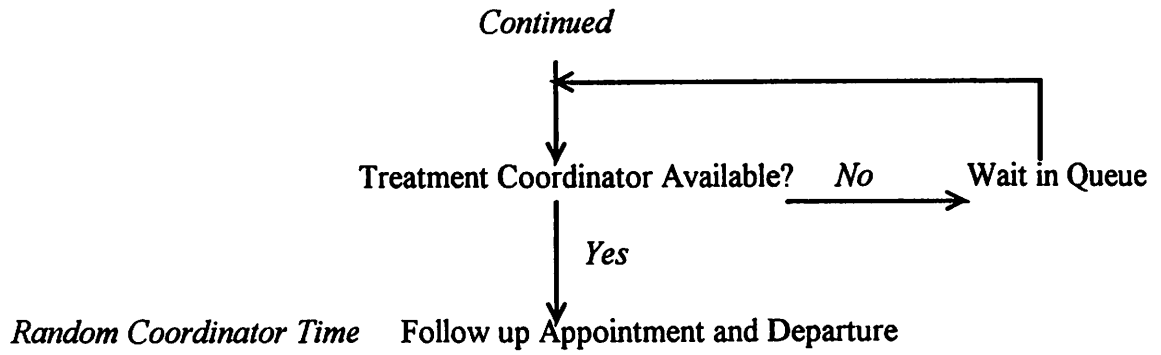 Continued
Treatment Coordinator Available? No Wait in Queue
Yes
Random Coordinator Time Follow up Appointment and Departure